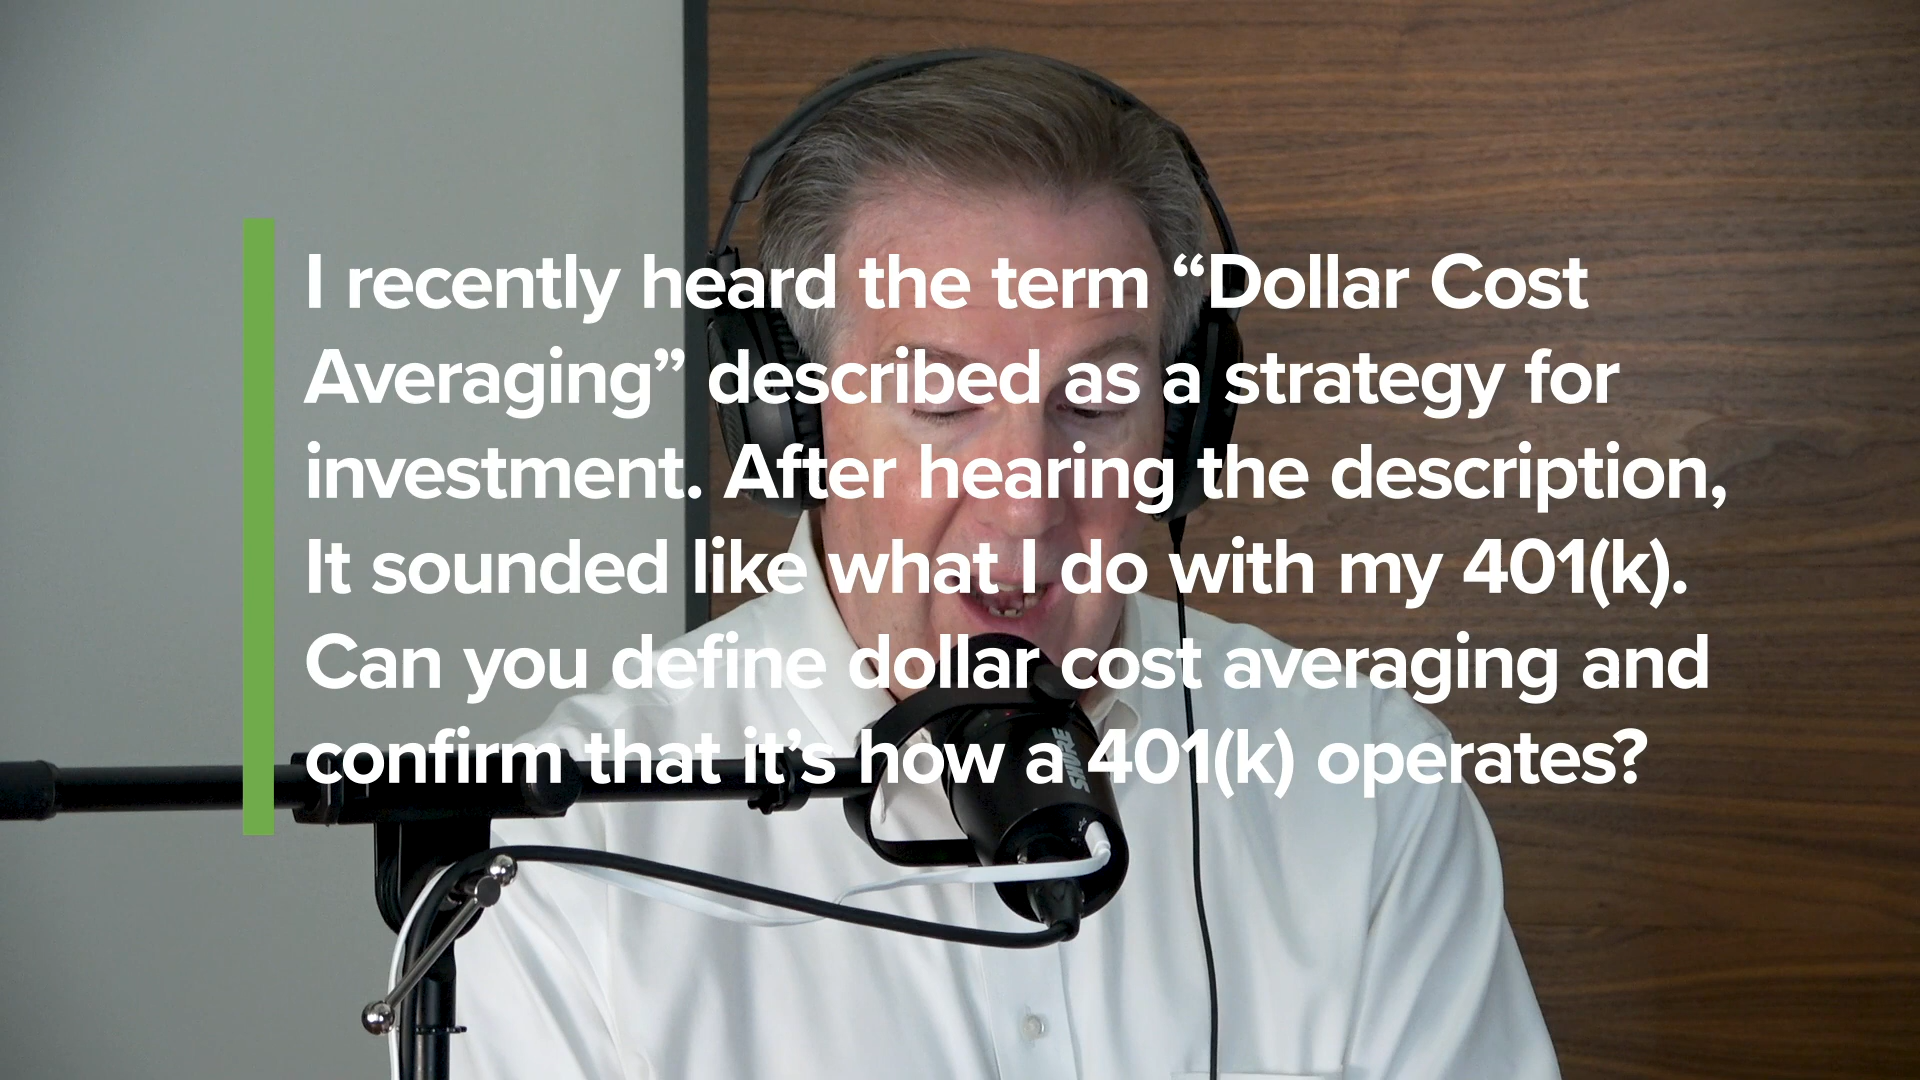 I recently heard the term “Dollar Cost
Averaging” described as a strategy for
investment. After hearing the description,
It sounded like what I do with my 401(k).
Can you define dollar cost averaging and
confirm that it’s how a 401(k) operates?
SHURE